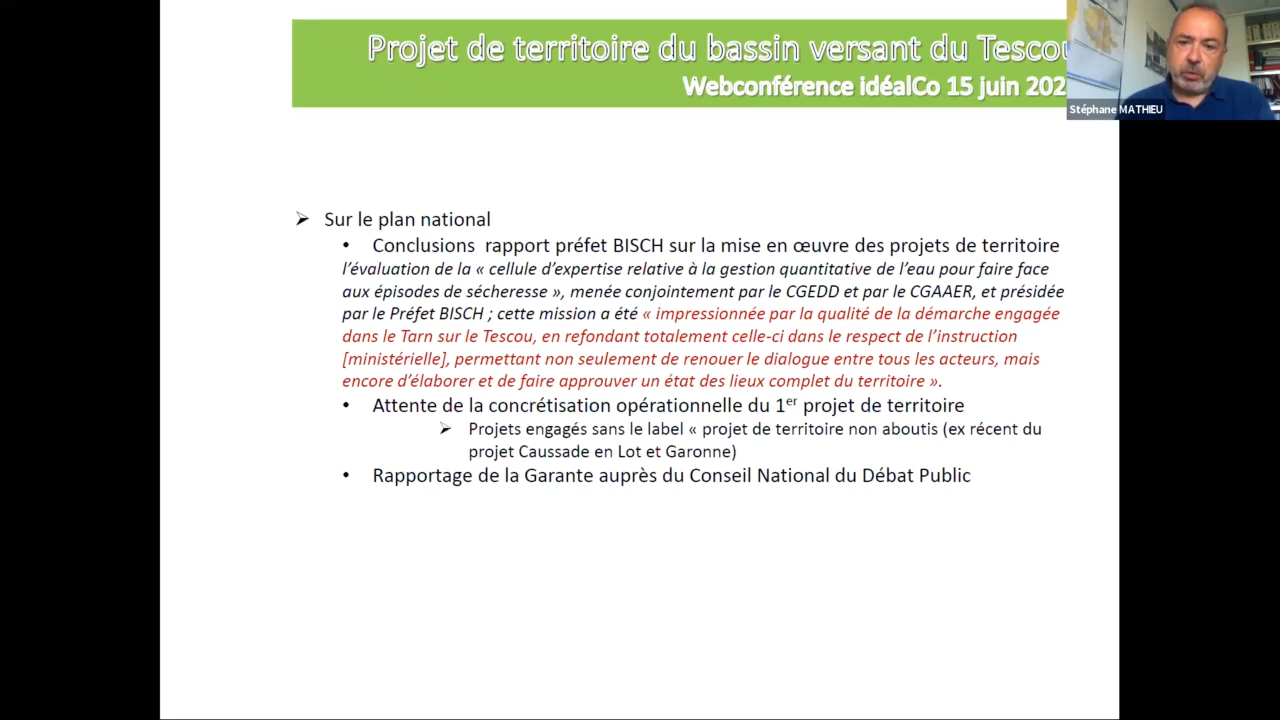 Projet de territoire du bassin versant du Tescou
Webconférence idéalCo 15 juin 202
Stéphane MATHIEU
➢ Sur le plan national
• Conclusions rapport préfet BISCH sur la mise en œuvre des projets de territoire
l’évaluation de la « cellule d’expertise relative à la gestion quantitative de l’eau pour faire face
aux épisodes de sécheresse », menée conjointement par le CGEDD et par le CGAAER, et présidée
par le Préfet BISCH ; cette mission a été « impressionnée par la qualité de la démarche engagée
dans le Tarn sur le Tescou, en refondant totalement celle-ci dans le respect de l’instruction
[ministérielle], permettant non seulement de renouer le dialogue entre tous les acteurs, mais
encore d’élaborer et de faire approuver un état des lieux complet du territoire ».
• Attente de la concrétisation opérationnelle du 1er projet de territoire
➢ Projets engagés sans le label « projet de territoire non aboutis (ex récent du
projet Caussade en Lot et Garonne)
• Rapportage de la Garante auprès du Conseil National du Débat Public